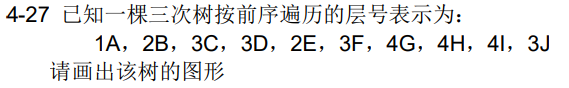 4-27 已知一棵三次树按前序遍历的层号表示为：
1A，2B，3C，3D，2E，3F，4G，4H，4I，3J
请画出该树的图形